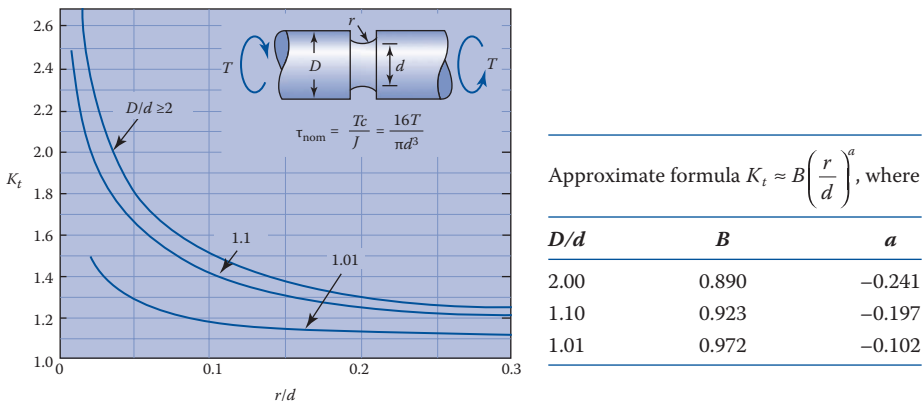 2.6
2.4
2.2
2.0
1.8
1.6
1.4
1.2
1.0
K_t
0
0.1
0.2
0.3
r/d
D/d ≥2
1.1
1.01
r
T
D
d
T
τ_nom = Tc/J = 16T/πd³
Approximate formula K_t ≈ B(r/d)^a, where
D/d B a
2.00 0.890 −0.241
1.10 0.923 −0.197
1.01 0.972 −0.102